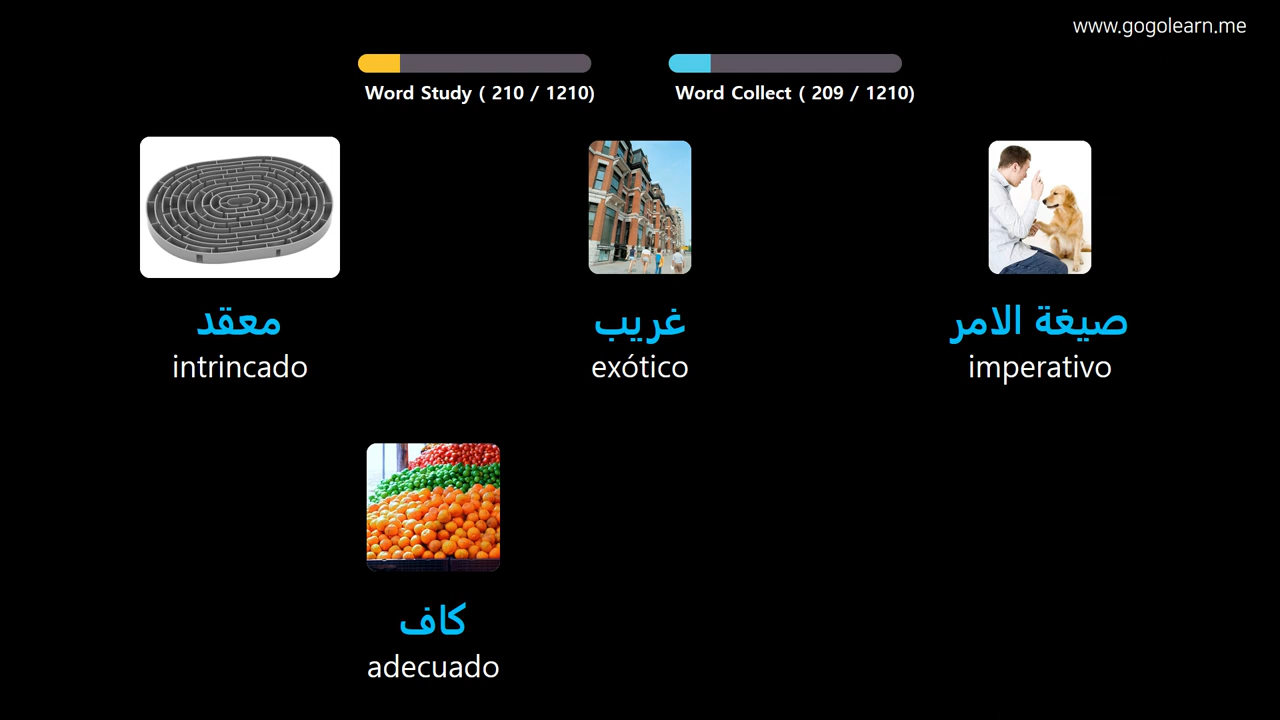 www.gogolearn.me
Word Study ( 210 / 1210)
Word Collect ( 209 / 1210)
معقد
intrincado
غريب
exótico
صيغة الامر
imperativo
كاف
adecuado